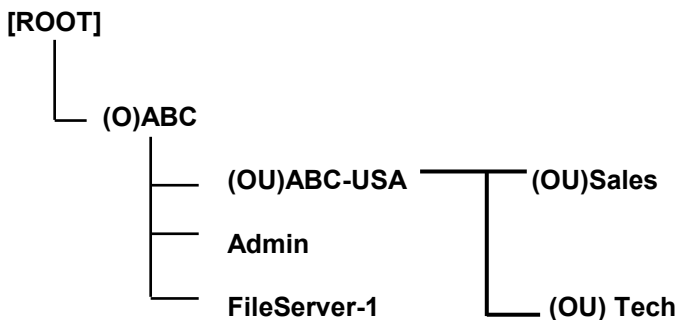 [ROOT]
(O)ABC
(OU)ABC-USA
(OU)Sales
Admin
FileServer-1
(OU) Tech